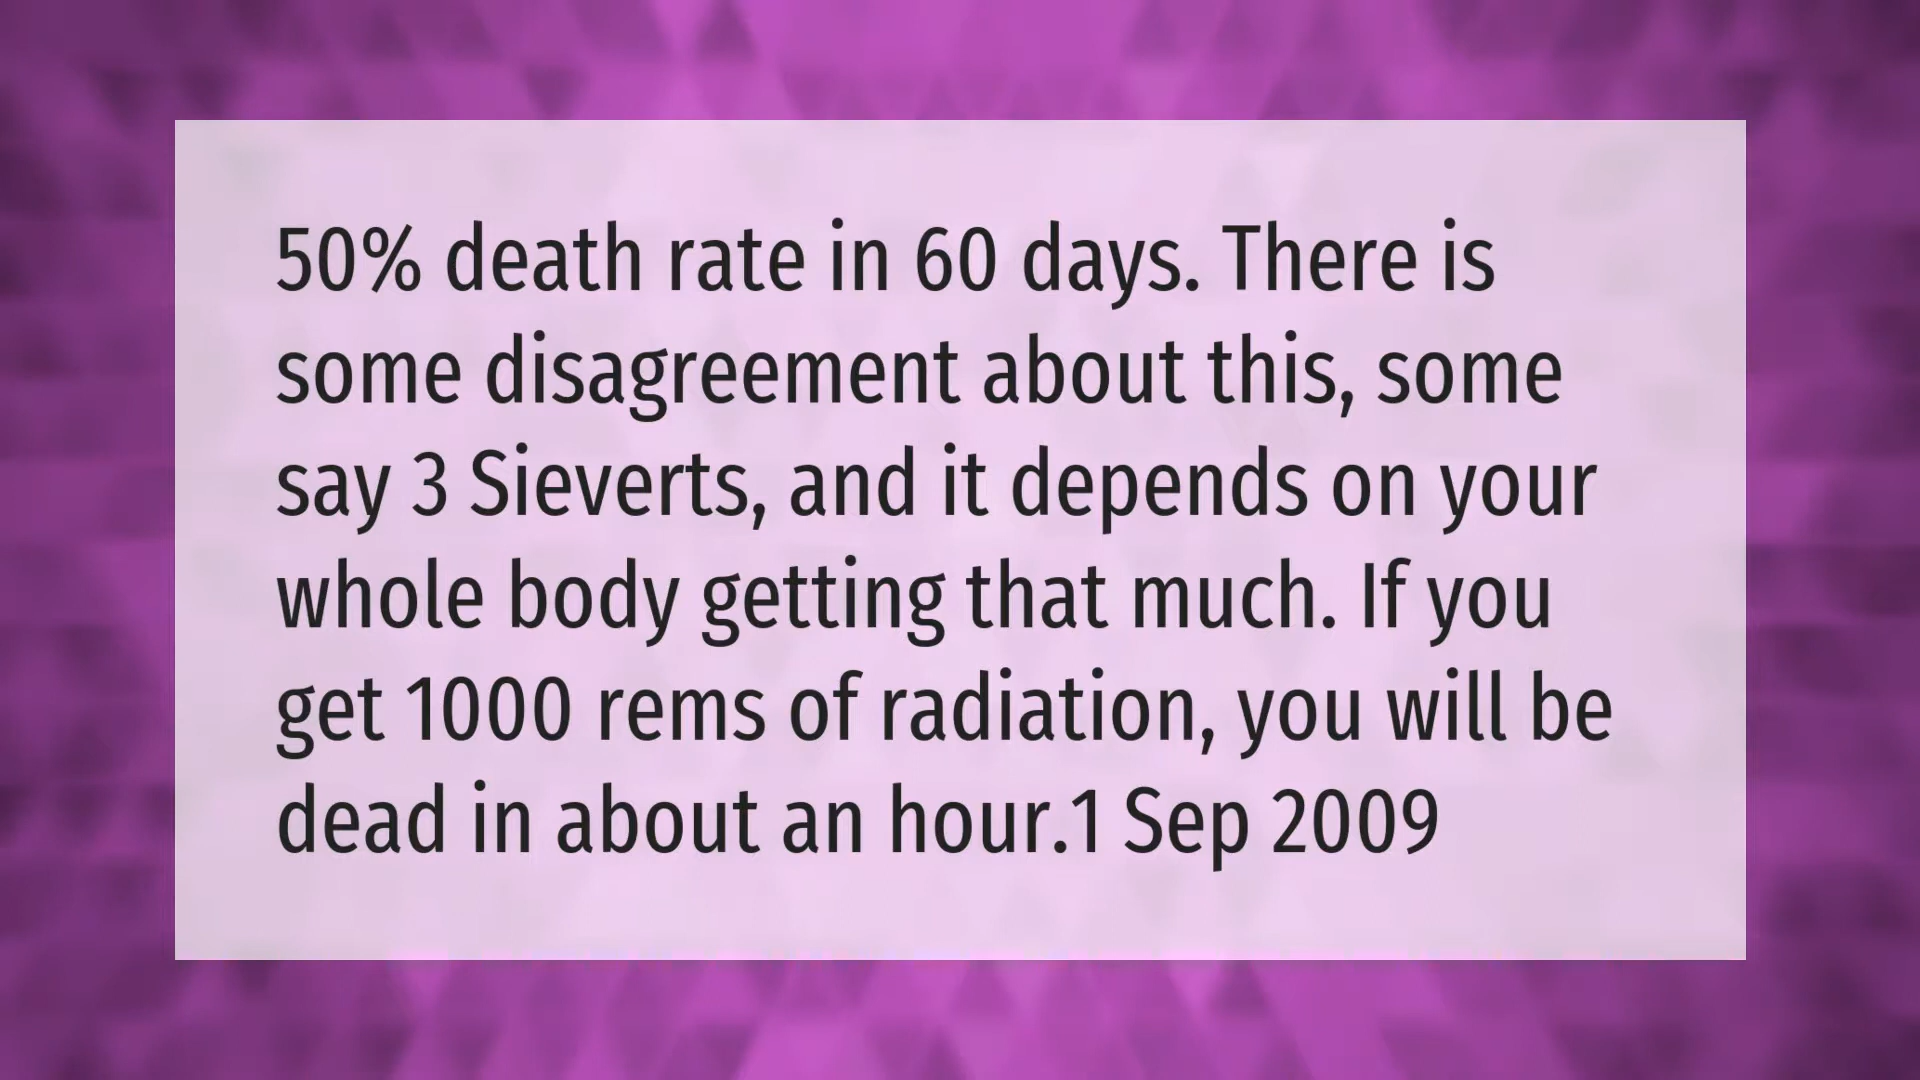 50% death rate in 60 days. There is
some disagreement about this, some
say 3 Sieverts, and it depends on your
whole body getting that much. If you
get 1000 rems of radiation, you will be
dead in about an hour.1 Sep 2009